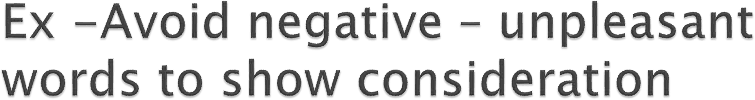 Ex -Avoid negative – unpleasant
words to show consideration